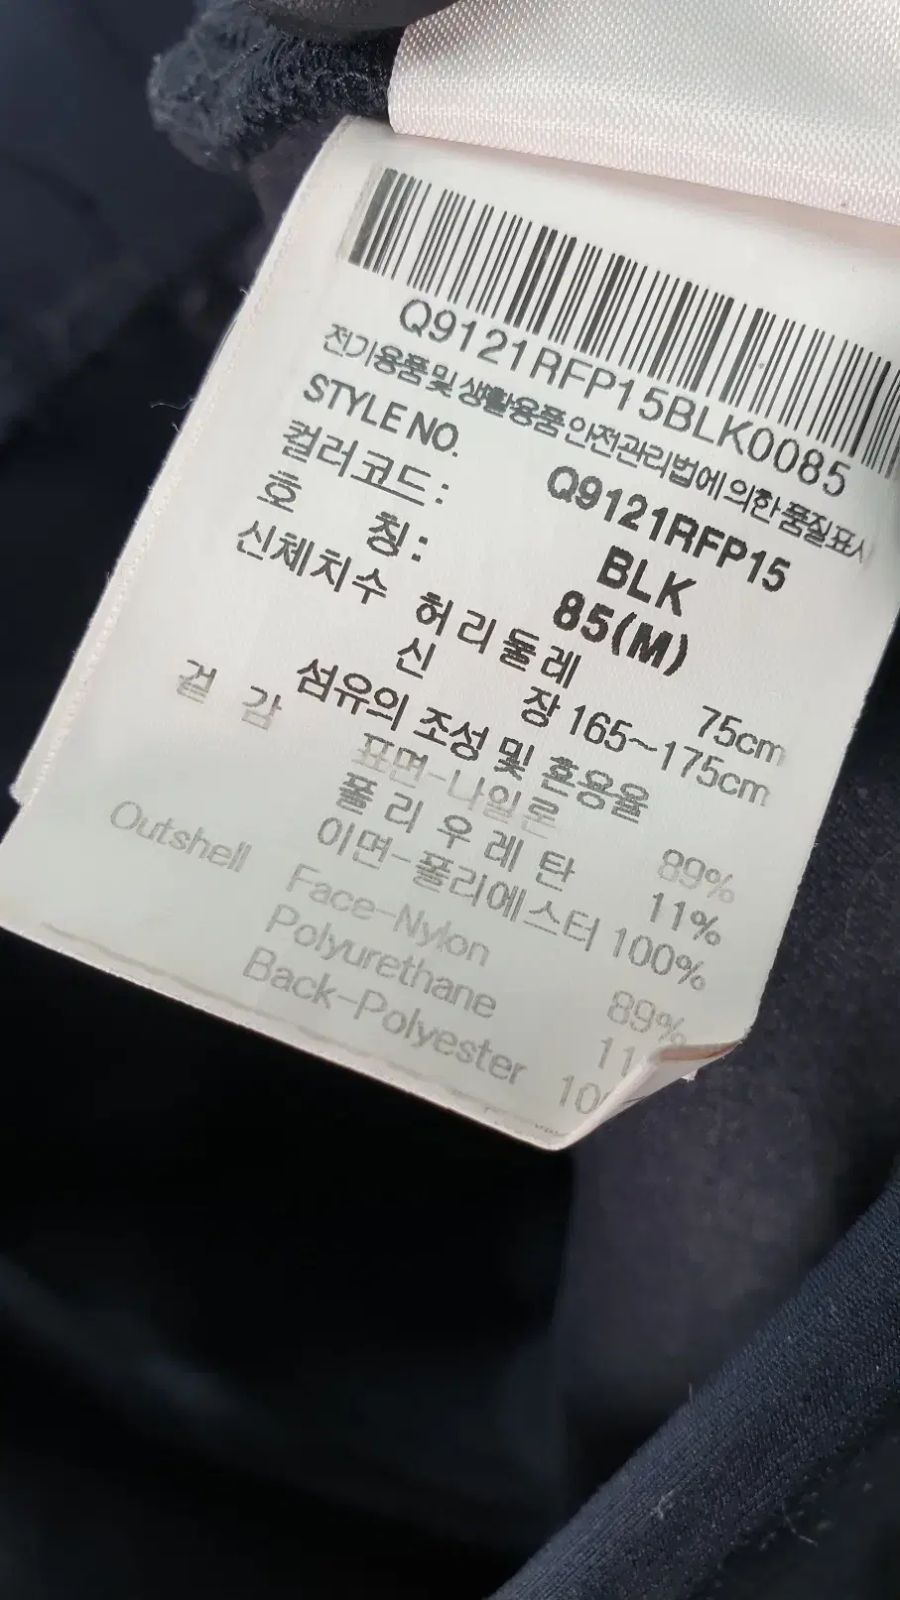 Q9121RFP15BLK0085
전기용품 및 생활용품 안전관리법에 의한 품질표시
STYLE NO. Q9121RFP15
컬러코드: BLK
호 칭: 85(M)
신체치수 허리둘레 75cm
신 장 165~175cm
섬유의 조성 및 혼용율
겉 감 표면-나일론 89%
폴리우레탄 11%
이면-폴리에스터 100%
Outshell Face-Nylon 89%
Polyurethane 11
Back-Polyester